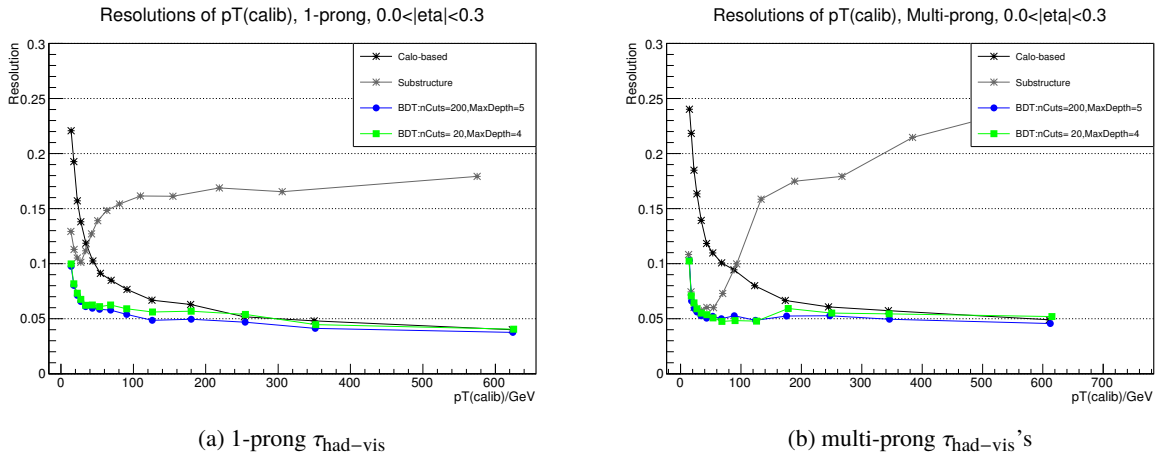 Resolutions of pT(calib), 1-prong, 0.0<|eta|<0.3
Resolution
0.3
0.25
0.2
0.15
0.1
0.05
0
Calo-based
Substructure
BDT:nCuts=200,MaxDepth=5
BDT:nCuts= 20,MaxDepth=4
0 100 200 300 400 500 600
pT(calib)/GeV
(a) 1-prong τhad−vis
Resolutions of pT(calib), Multi-prong, 0.0<|eta|<0.3
Resolution
0.3
0.25
0.2
0.15
0.1
0.05
0
Calo-based
Substructure
BDT:nCuts=200,MaxDepth=5
BDT:nCuts= 20,MaxDepth=4
0 100 200 300 400 500 600 700
pT(calib)/GeV
(b) multi-prong τhad−vis's